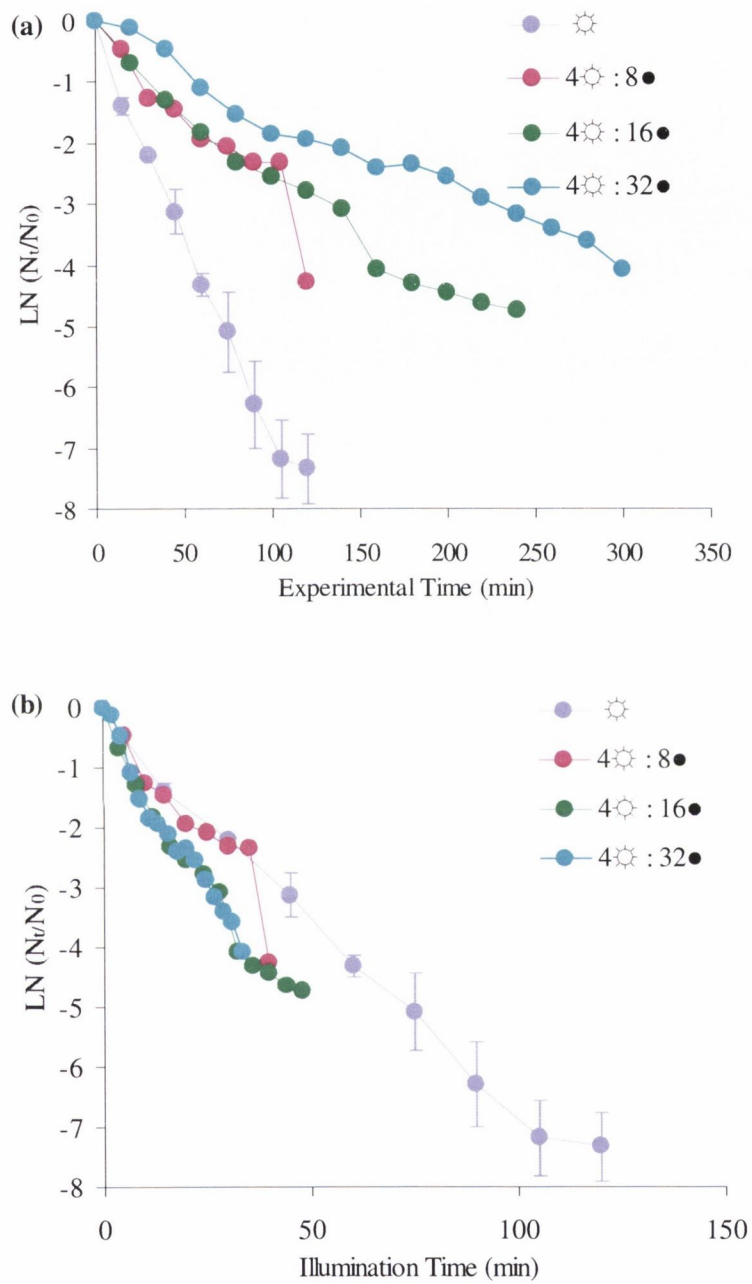 (a)
0
-1
-2
-3
-4
-5
-6
-7
-8
LN (Nt/N0)
0 50 100 150 200 250 300 350
Experimental Time (min)
☼
4☼ : 8●
4☼ : 16●
4☼ : 32●
(b)
0
-1
-2
-3
-4
-5
-6
-7
-8
LN (Nt/N0)
0 50 100 150
Illumination Time (min)
☼
4☼ : 8●
4☼ : 16●
4☼ : 32●